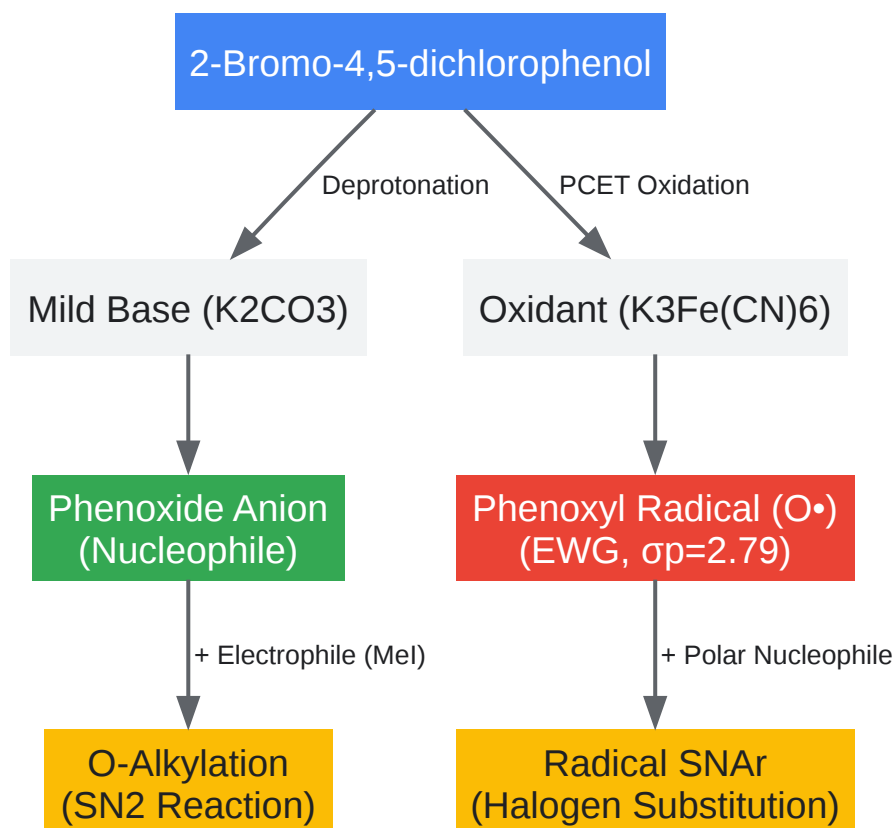 2-Bromo-4,5-dichlorophenol
Deprotonation
PCET Oxidation
Mild Base (K2CO3)
Oxidant (K3Fe(CN)6)
Phenoxide Anion
(Nucleophile)
Phenoxyl Radical (O•)
(EWG, σp=2.79)
+ Electrophile (MeI)
+ Polar Nucleophile
O-Alkylation
(SN2 Reaction)
Radical SNAr
(Halogen Substitution)